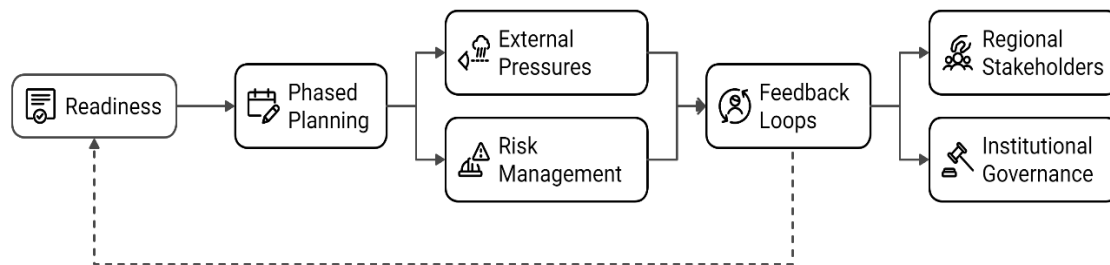 Readiness
Phased
Planning
External
Pressures
Risk
Management
Feedback
Loops
Regional
Stakeholders
Institutional
Governance